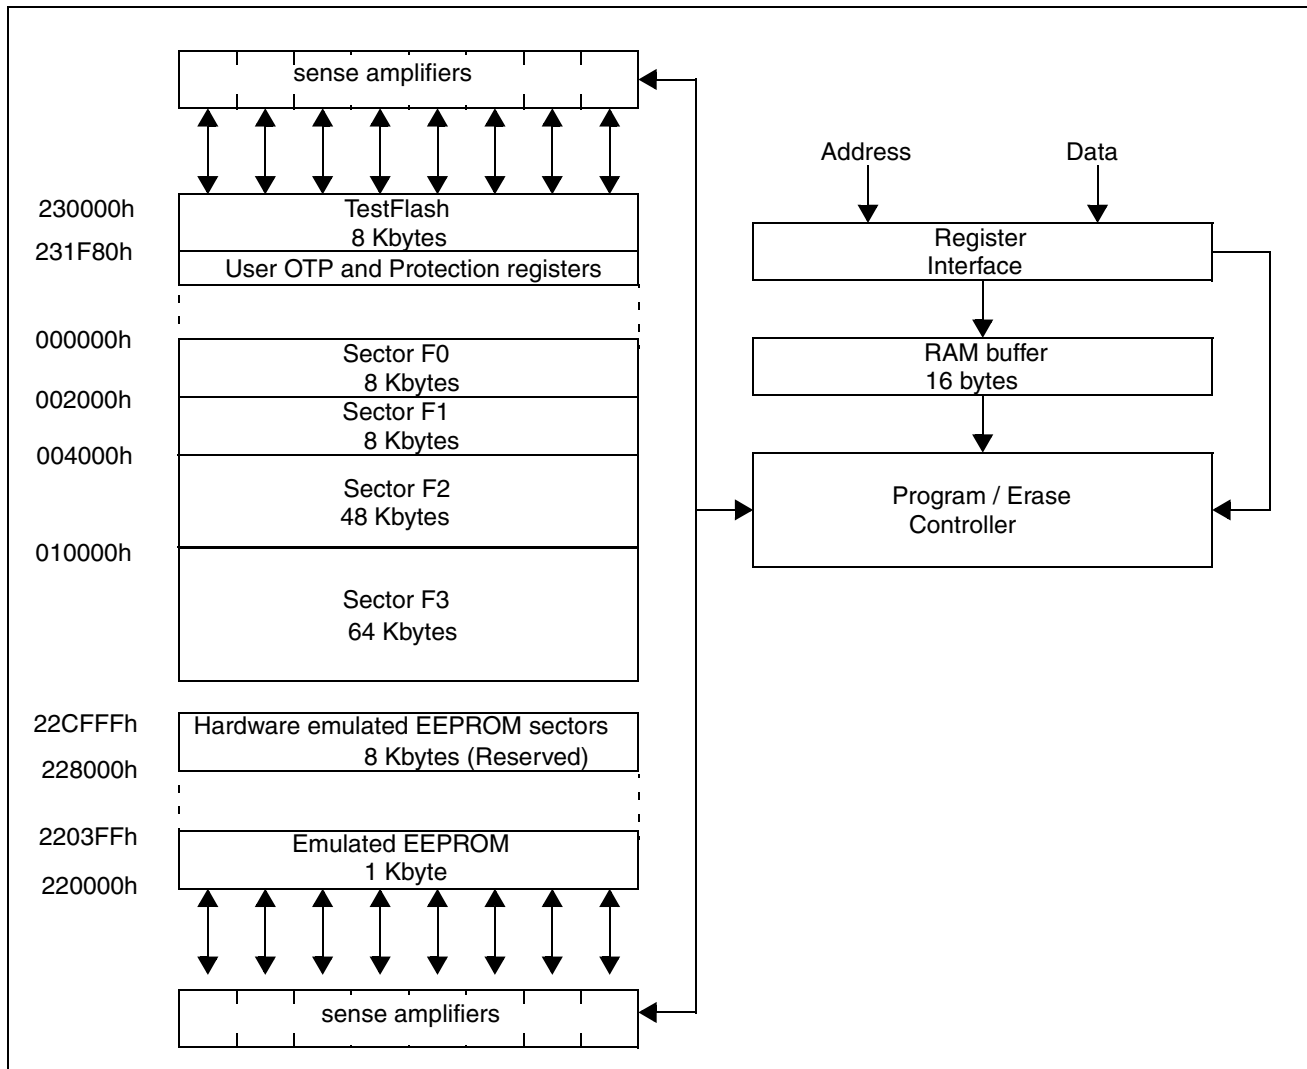 sense amplifiers
Address
Data
230000h
TestFlash
8 Kbytes
231F80h
User OTP and Protection registers
Register
Interface
000000h
Sector F0
8 Kbytes
RAM buffer
16 bytes
002000h
Sector F1
8 Kbytes
004000h
Sector F2
48 Kbytes
Program / Erase
Controller
010000h
Sector F3
64 Kbytes
22CFFFh
Hardware emulated EEPROM sectors
8 Kbytes (Reserved)
228000h
2203FFh
Emulated EEPROM
1 Kbyte
220000h
sense amplifiers